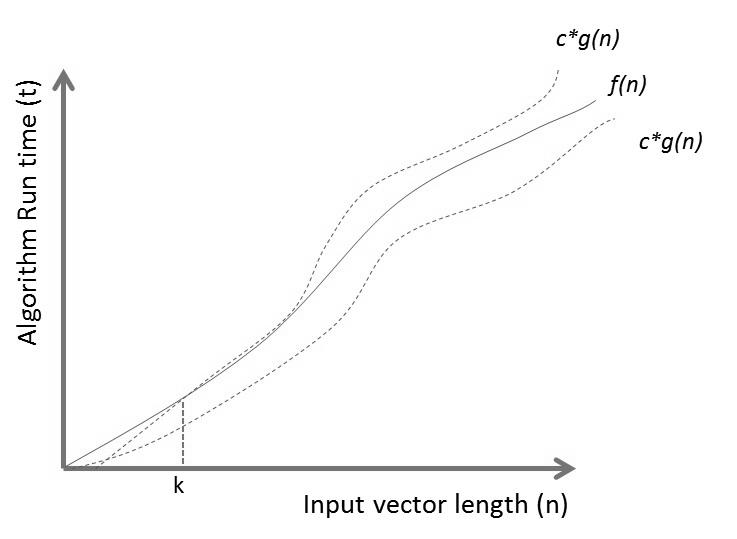 c*g(n)
f(n)
c*g(n)
Algorithm Run time (t)
k
Input vector length (n)